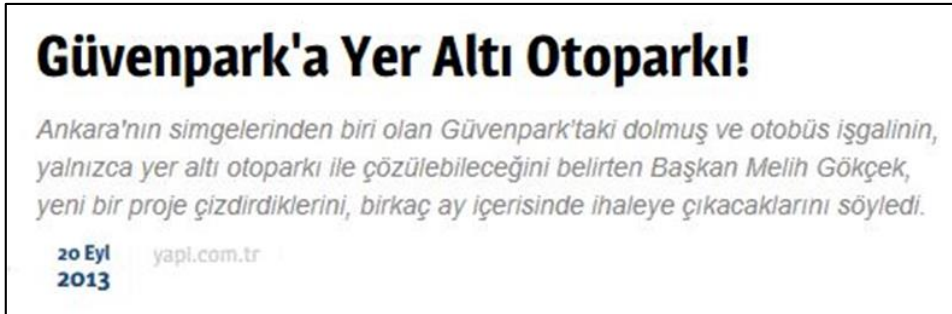 Güvenpark'a Yer Altı Otoparkı!
Ankara'nın simgelerinden biri olan Güvenpark'taki dolmuş ve otobüs işgalinin,
yalnızca yer altı otoparkı ile çözülebileceğini belirten Başkan Melih Gökçek,
yeni bir proje çizdirdiklerini, birkaç ay içerisinde ihaleye çıkacaklarını söyledi.
20 Eyl yapi.com.tr
2013